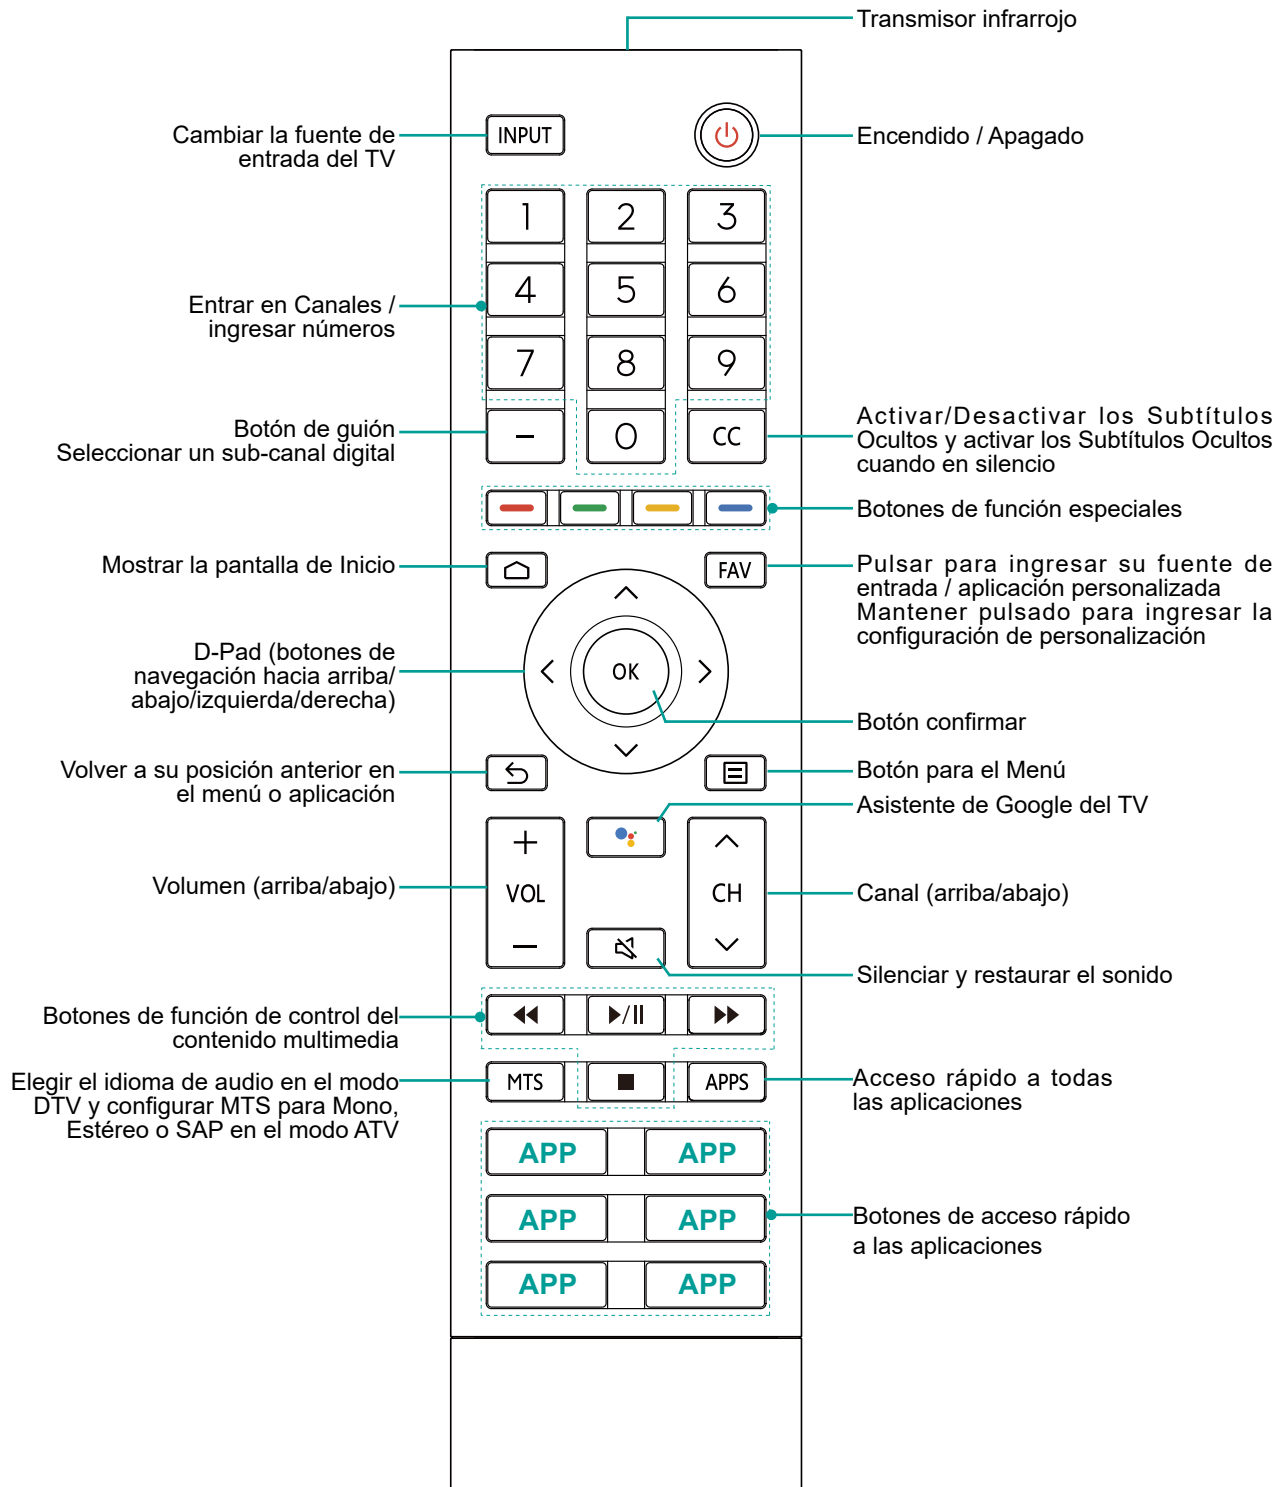 Transmisor infrarrojo
Cambiar la fuente de
entrada del TV
INPUT
Encendido / Apagado
1 2 3
4 5 6
7 8 9
Entrar en Canales /
ingresar números
Botón de guión
Seleccionar un sub-canal digital
– 0 CC
Activar/Desactivar los Subtítulos
Ocultos y activar los Subtítulos Ocultos
cuando en silencio
Botones de función especiales
Mostrar la pantalla de Inicio
FAV
Pulsar para ingresar su fuente de
entrada / aplicación personalizada
Mantener pulsado para ingresar la
configuración de personalización
D-Pad (botones de
navegación hacia arriba/
abajo/izquierda/derecha)
OK
Botón confirmar
Volver a su posición anterior en
el menú o aplicación
Botón para el Menú
Asistente de Google del TV
Volumen (arriba/abajo)
+
VOL
–
CH
Canal (arriba/abajo)
Silenciar y restaurar el sonido
Botones de función de control del
contenido multimedia
Elegir el idioma de audio en el modo
DTV y configurar MTS para Mono,
Estéreo o SAP en el modo ATV
MTS
APPS
Acceso rápido a todas
las aplicaciones
APP APP
APP APP
APP APP
Botones de acceso rápido
a las aplicaciones